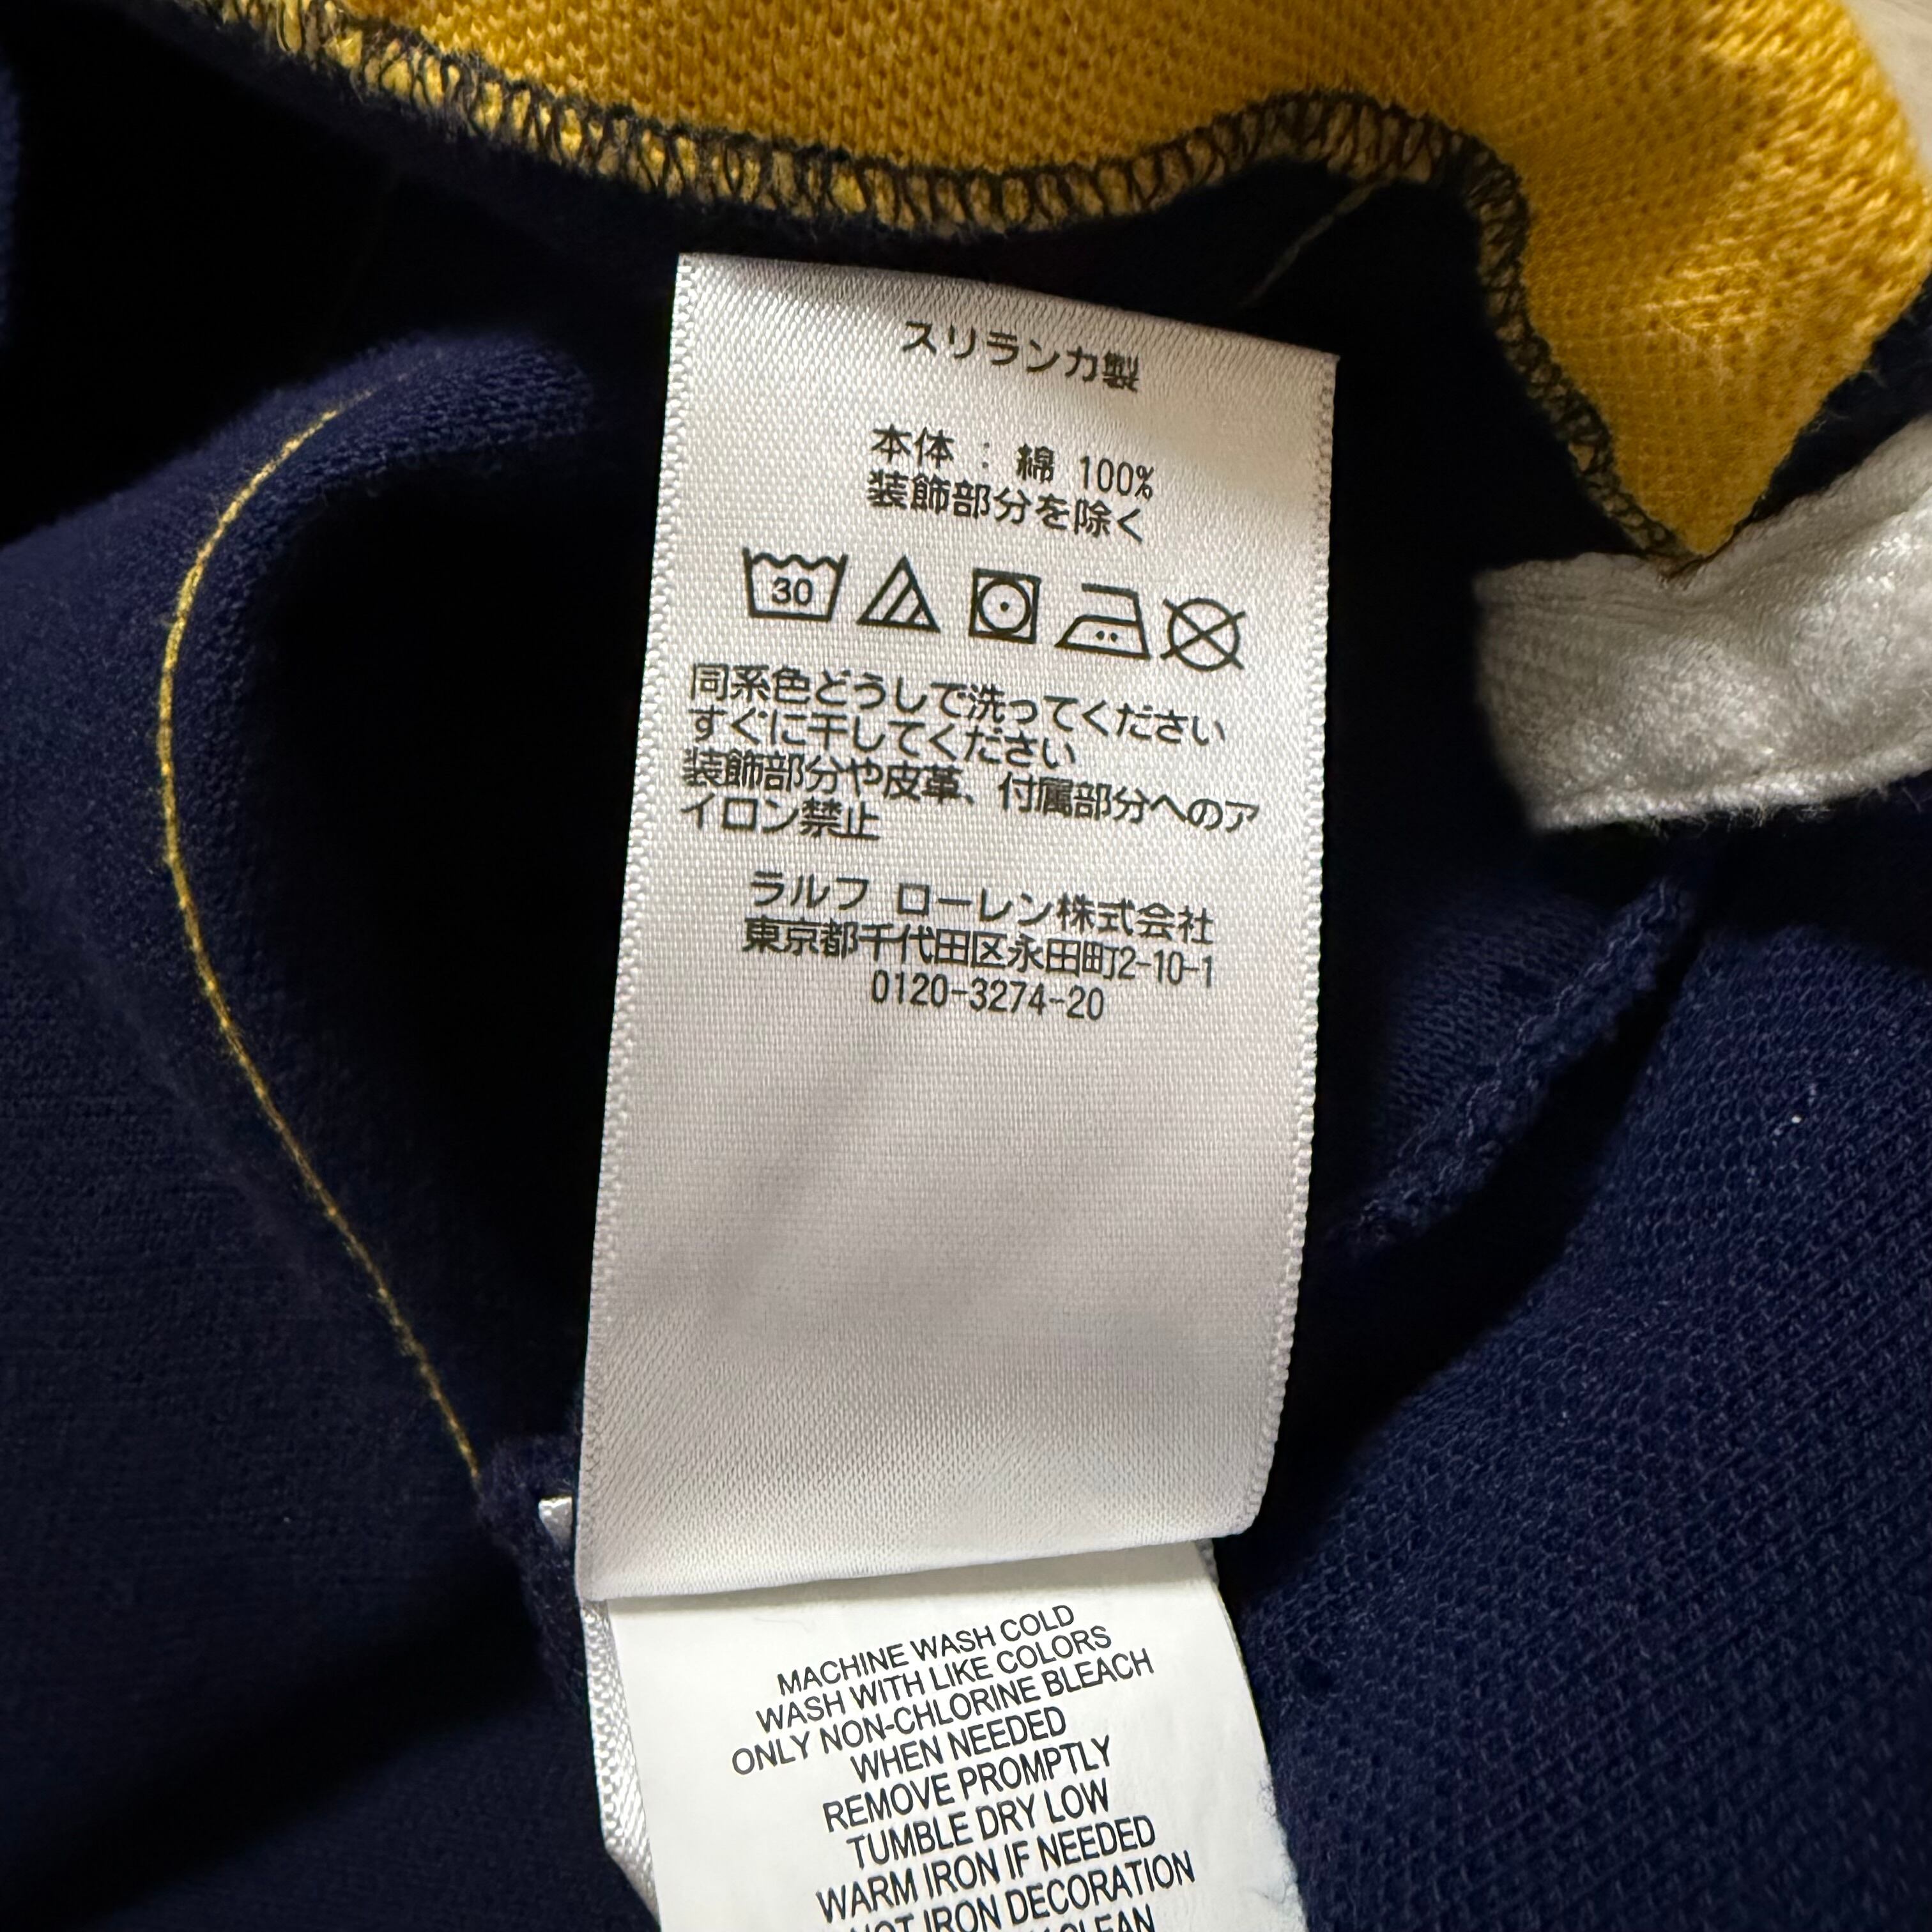 スリランカ製
本体 : 綿 100%
装飾部分を除く
30
同系色どうしで洗ってください
すぐに干してください
装飾部分や皮革、付属部分へのア
イロン禁止
ラルフ ローレン株式会社
東京都千代田区永田町2-10-1
0120-3274-20
MACHINE WASH COLD
WASH WITH LIKE COLORS
ONLY NON-CHLORINE BLEACH
WHEN NEEDED
REMOVE PROMPTLY
TUMBLE DRY LOW
WARM IRON IF NEEDED
NOT IRON DECORATION
CLEAN